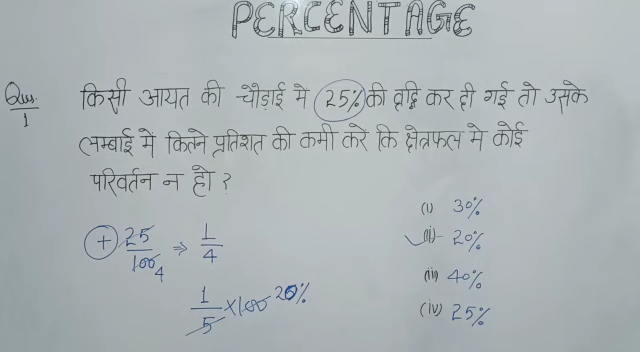 PERCENTAGE
Qus. 1 किसी आयत की चौड़ाई मे 25% की वृद्धि कर दी गई तो उसके
लम्बाई मे कितने प्रतिशत की कमी करे कि क्षेत्रफल मे कोई
परिवर्तन न हो ?
(i) 30%
(ii) 20%
(iii) 40%
(iv) 25%
+ 25/100 4 ⇒ 1/4
1/5 × 100 20%